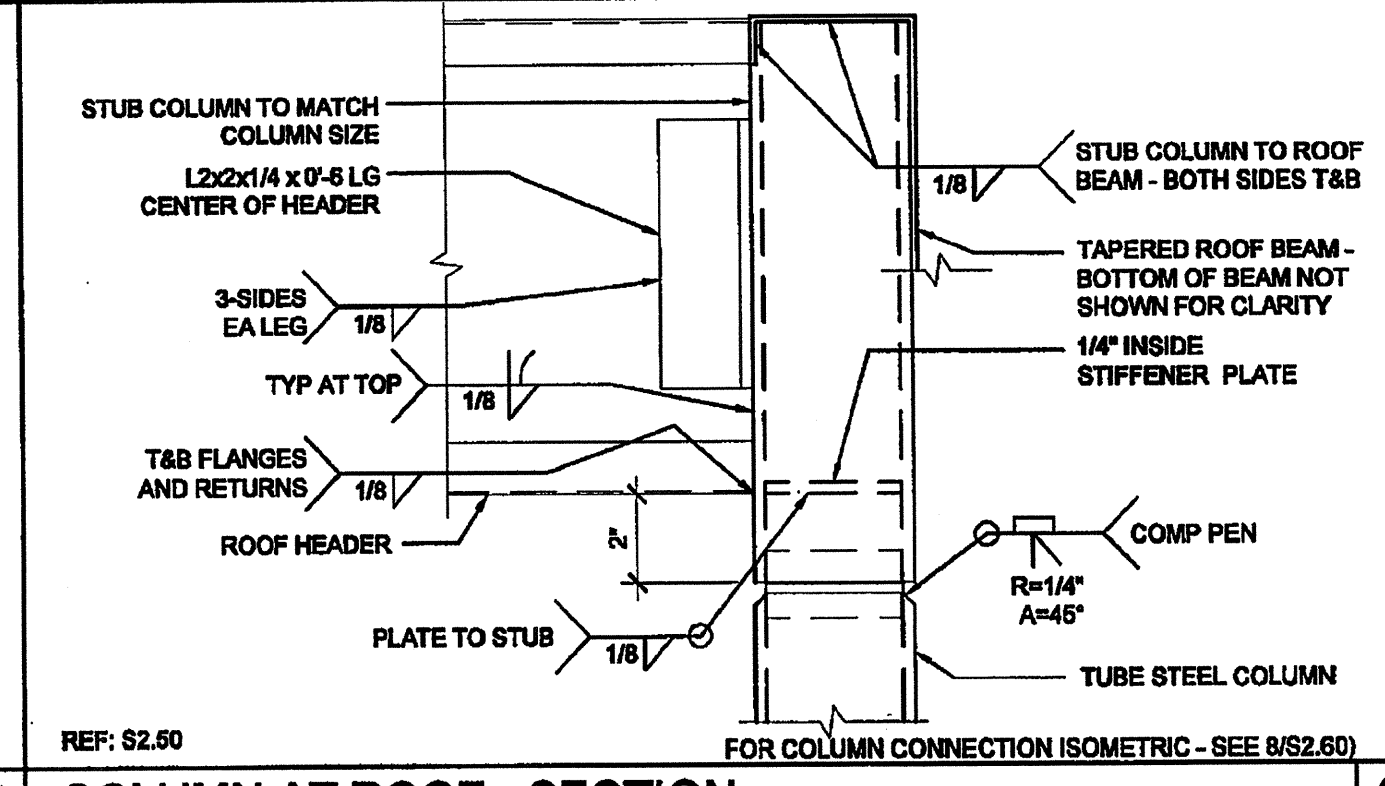 STUB COLUMN TO MATCH
COLUMN SIZE
L2x2x1/4 x 0'-6 LG
CENTER OF HEADER
3-SIDES
EA LEG
1/8
TYP AT TOP
1/8
T&B FLANGES
AND RETURNS
1/8
ROOF HEADER
2"
PLATE TO STUB
1/8
STUB COLUMN TO ROOF
BEAM - BOTH SIDES T&B
1/8
TAPERED ROOF BEAM -
BOTTOM OF BEAM NOT
SHOWN FOR CLARITY
1/4" INSIDE
STIFFENER PLATE
COMP PEN
R=1/4"
A=45°
TUBE STEEL COLUMN
REF: S2.50
FOR COLUMN CONNECTION ISOMETRIC - SEE 8/S2.60)
COLUMN AT ROOF - SECTION